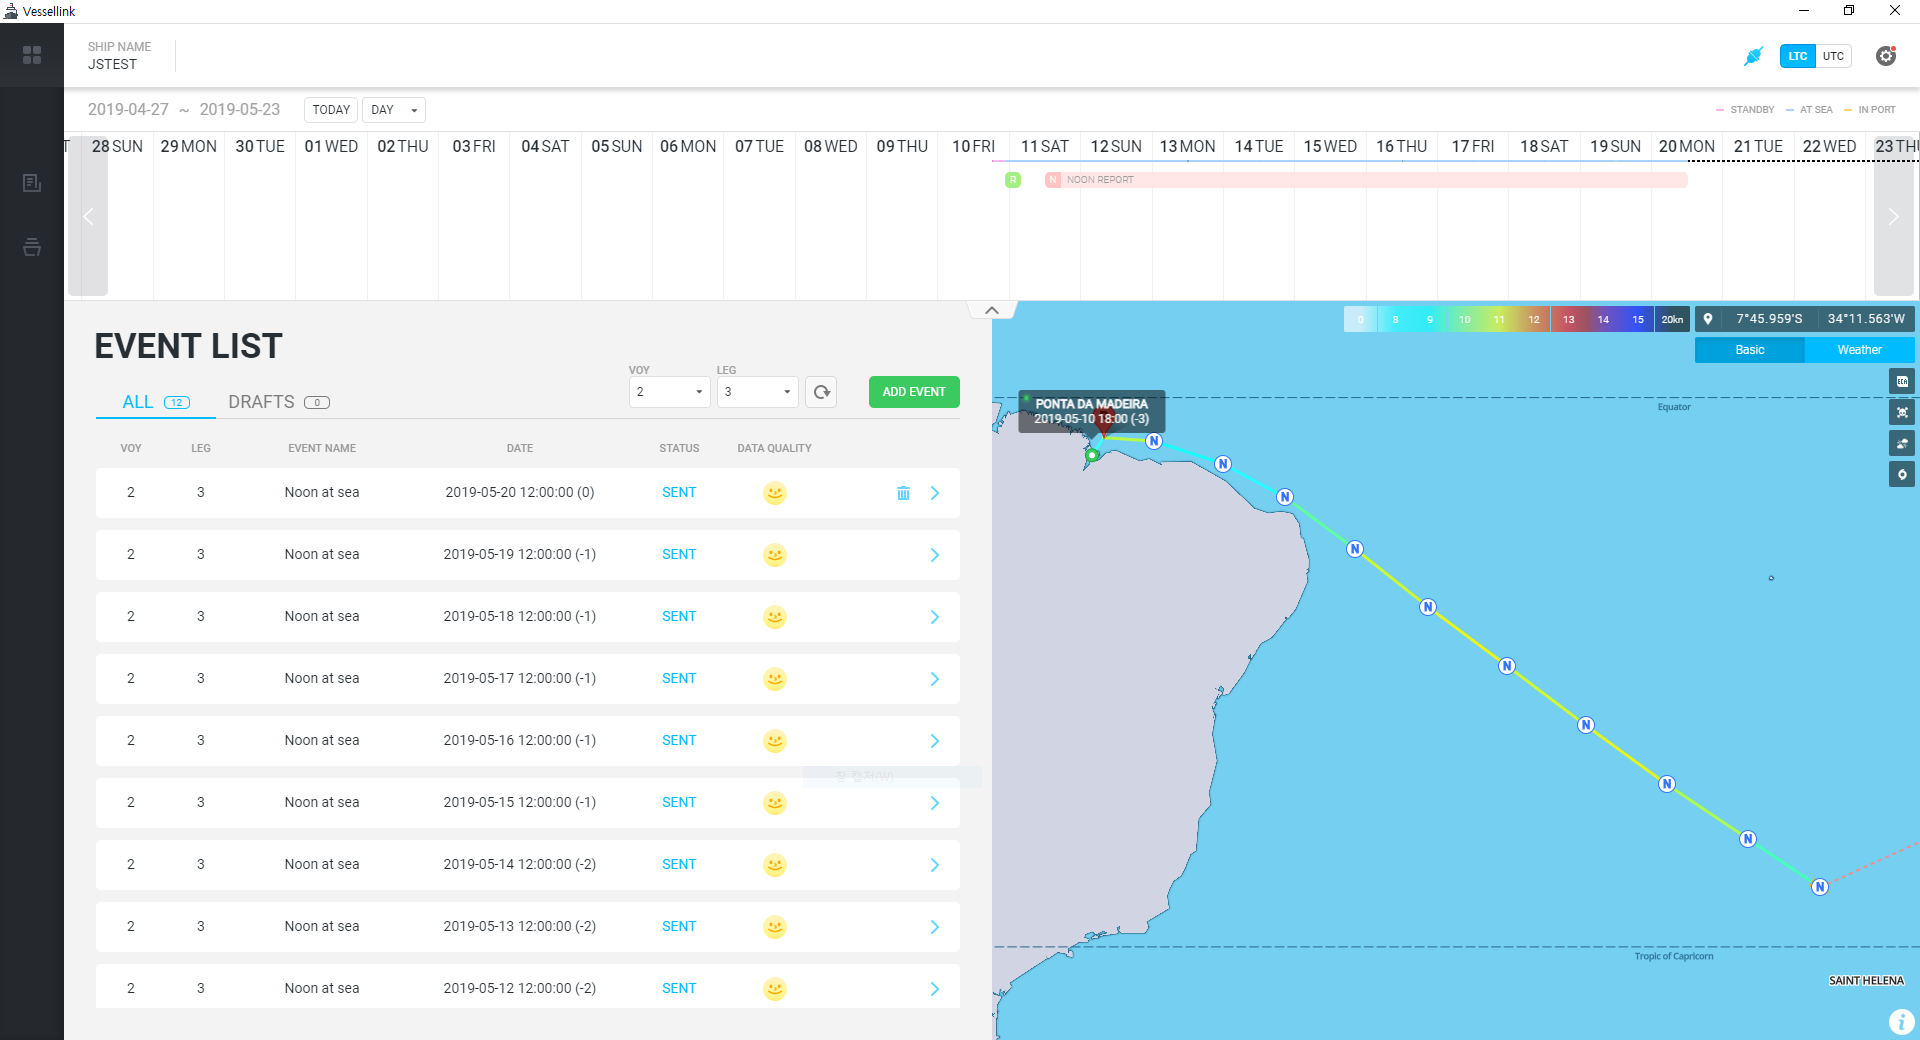 Vessellink
SHIP NAME
JSTEST
LTC UTC
2019-04-27 ~ 2019-05-23 TODAY DAY
STANDBY AT SEA IN PORT
T 28 SUN 29 MON 30 TUE 01 WED 02 THU 03 FRI 04 SAT 05 SUN 06 MON 07 TUE 08 WED 09 THU 10 FRI 11 SAT 12 SUN 13 MON 14 TUE 15 WED 16 THU 17 FRI 18 SAT 19 SUN 20 MON 21 TUE 22 WED 23 THU
R N NOON REPORT
EVENT LIST
VOY LEG
2 3 ADD EVENT
ALL 12 DRAFTS 0
VOY LEG EVENT NAME DATE STATUS DATA QUALITY
2 3 Noon at sea 2019-05-20 12:00:00 (0) SENT
2 3 Noon at sea 2019-05-19 12:00:00 (-1) SENT
2 3 Noon at sea 2019-05-18 12:00:00 (-1) SENT
2 3 Noon at sea 2019-05-17 12:00:00 (-1) SENT
2 3 Noon at sea 2019-05-16 12:00:00 (-1) SENT
창 캡처(W)
2 3 Noon at sea 2019-05-15 12:00:00 (-1) SENT
2 3 Noon at sea 2019-05-14 12:00:00 (-2) SENT
2 3 Noon at sea 2019-05-13 12:00:00 (-2) SENT
2 3 Noon at sea 2019-05-12 12:00:00 (-2) SENT
0 8 9 10 11 12 13 14 15 20kn
7°45.959'S 34°11.563'W
Basic Weather
ECA
Equator
PONTA DA MADEIRA
2019-05-10 18:00 (-3)
N
N
N
N
N
N
N
N
N
N
Tropic of Capricorn
SAINT HELENA
i